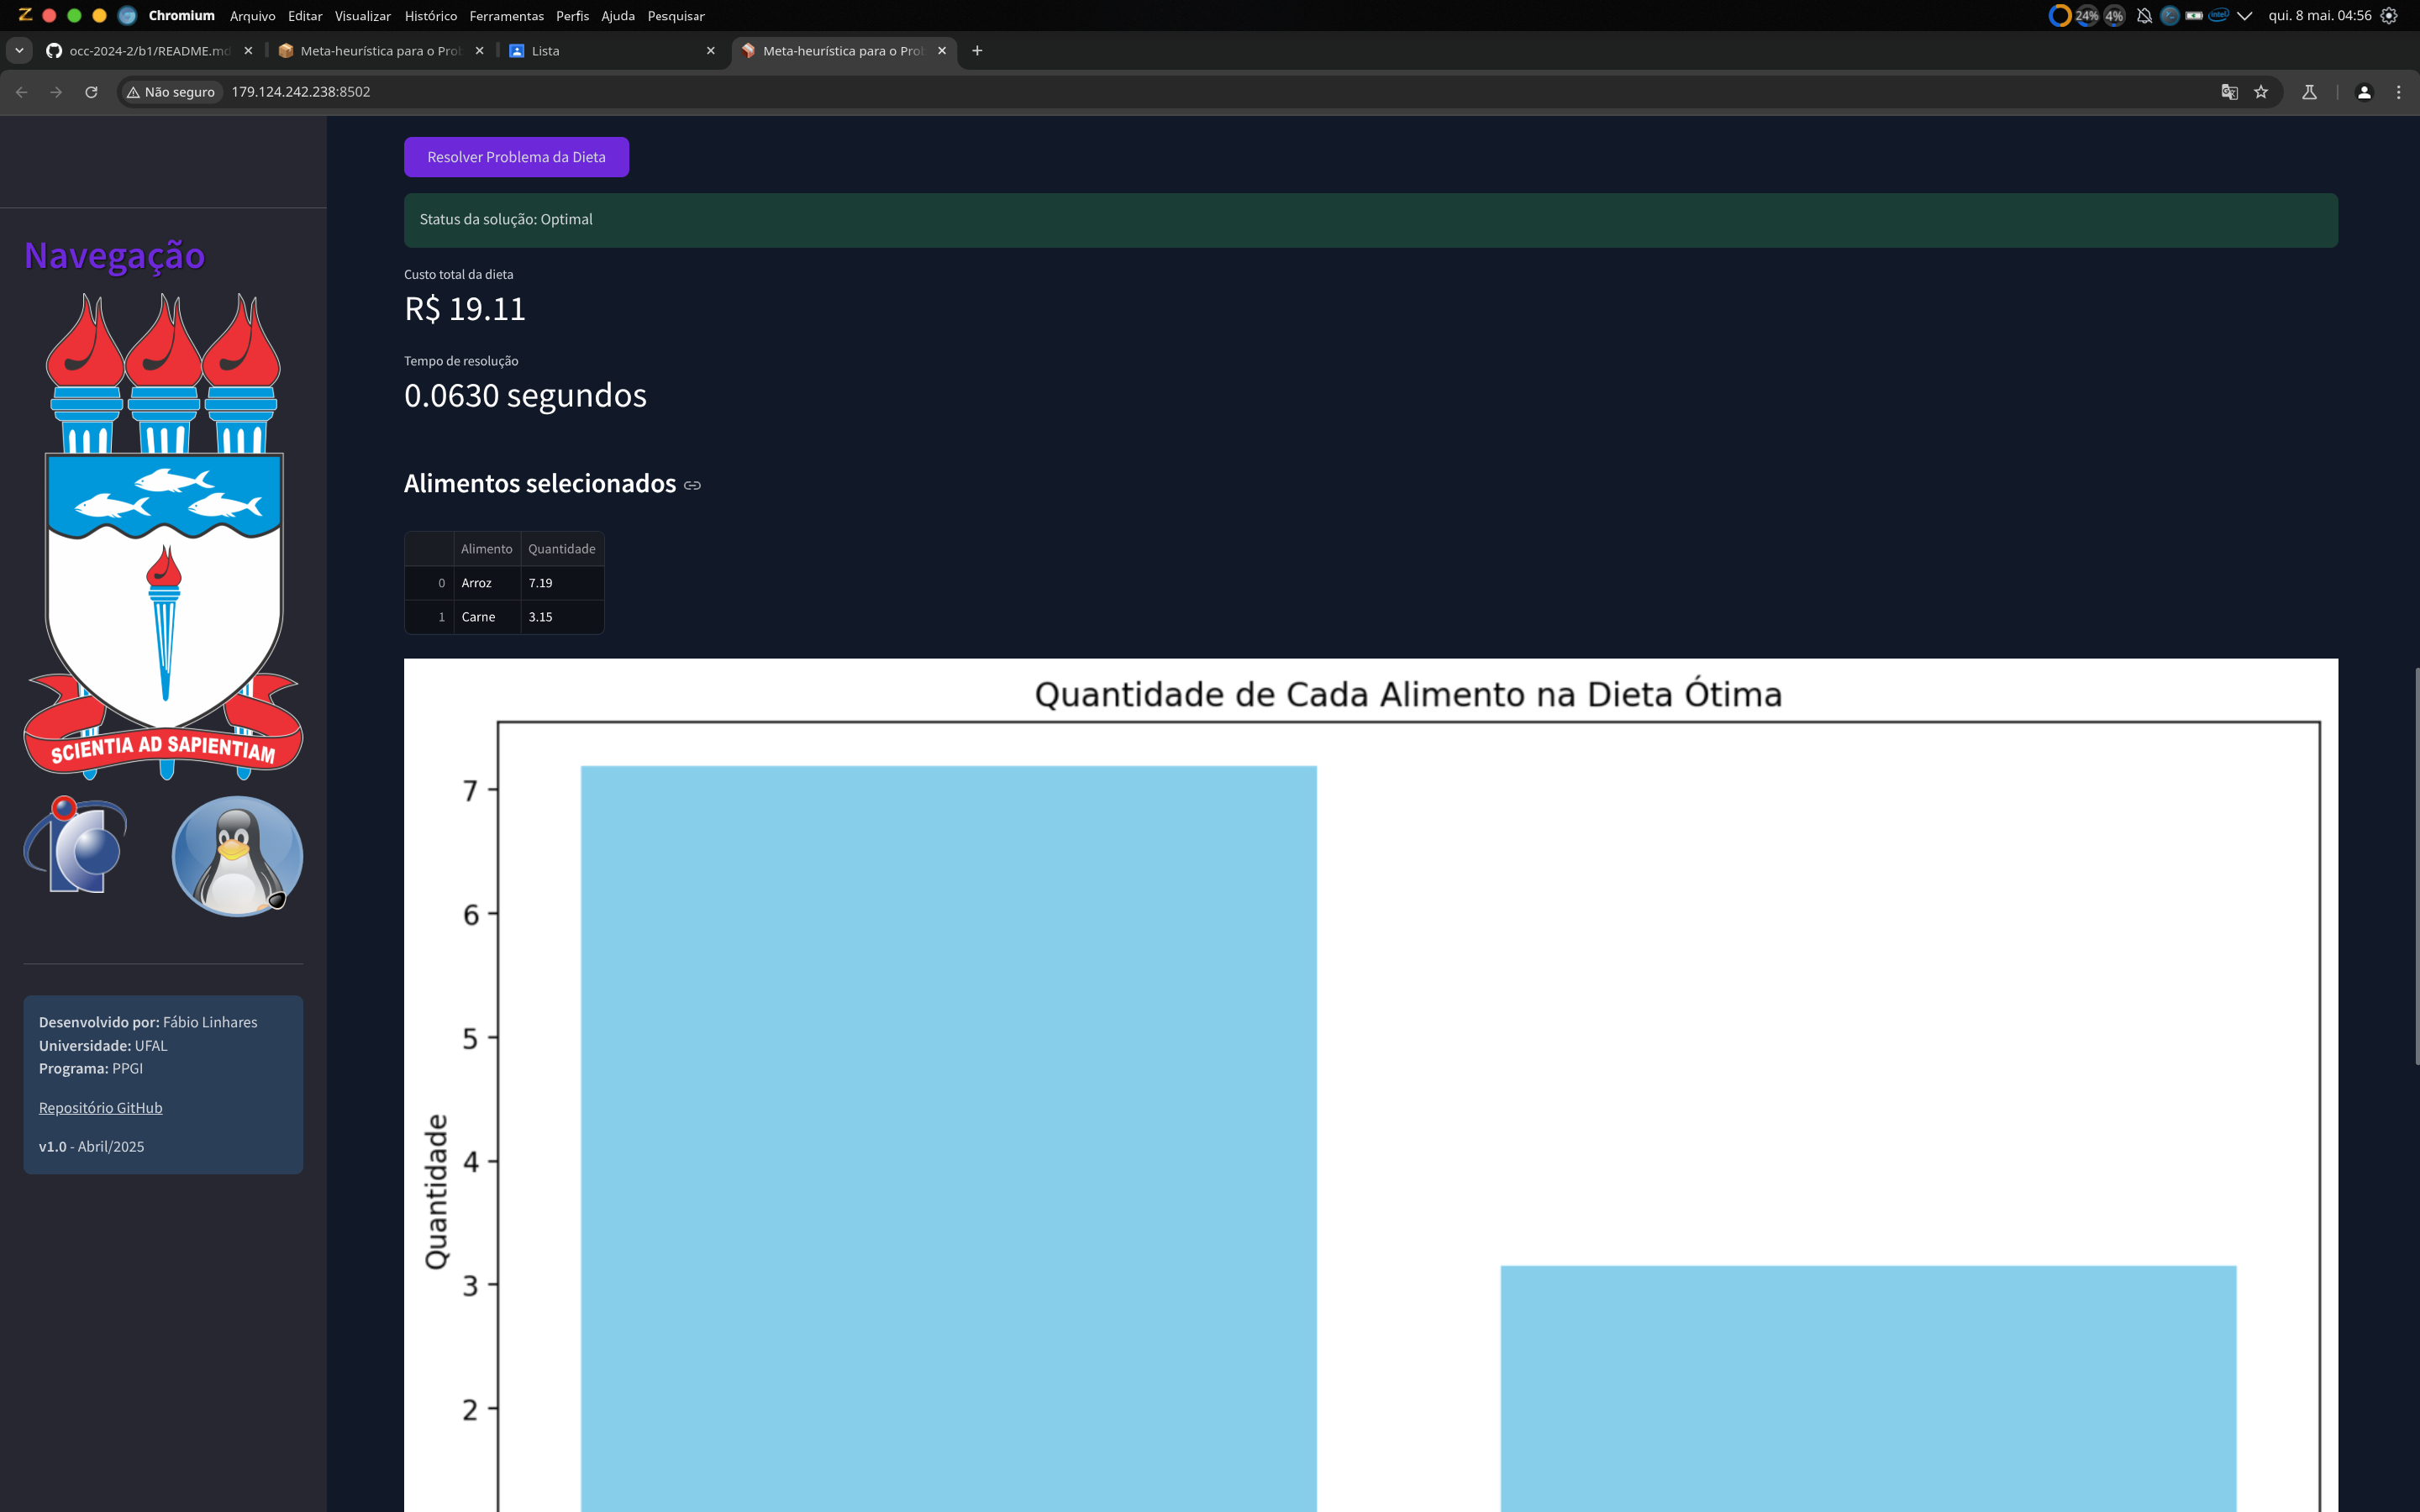 Chromium Arquivo Editar Visualizar Histórico Ferramentas Perfis Ajuda Pesquisar
24% 4% intel qui. 8 mai. 04:56
occ-2024-2/b1/README.md
Meta-heurística para o Pro
Lista
Meta-heurística para o Pro
Não seguro 179.124.242.238:8502
Navegação
SCIENTIA AD SAPIENTIAM
Desenvolvido por: Fábio Linhares
Universidade: UFAL
Programa: PPGI
Repositório GitHub
v1.0 - Abril/2025
Resolver Problema da Dieta
Status da solução: Optimal
Custo total da dieta
R$ 19.11
Tempo de resolução
0.0630 segundos
Alimentos selecionados
Alimento Quantidade
0 Arroz 7.19
1 Carne 3.15
Quantidade de Cada Alimento na Dieta Ótima
Quantidade
7
6
5
4
3
2